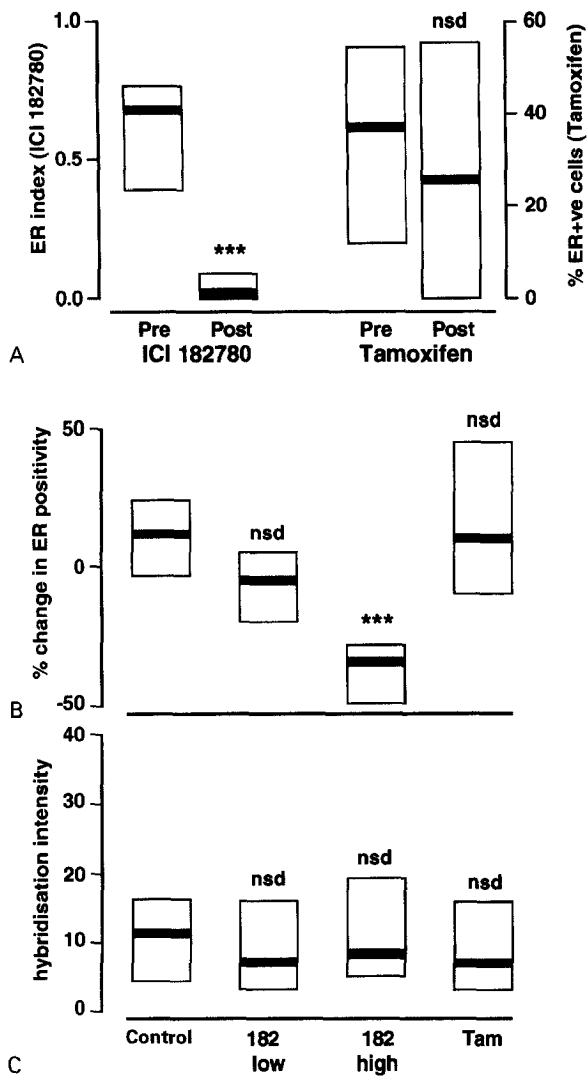 1.0
0.5
0.0
ER index (ICI 182780)
***
nsd
60
40
20
0
% ER+ve cells (Tamoxifen)
Pre Post Pre Post
ICI 182780 Tamoxifen
A
50
0
-50
% change in ER positivity
nsd
***
nsd
B
40
30
20
10
0
hybridisation intensity
nsd
nsd
nsd
Control 182 low 182 high Tam
C